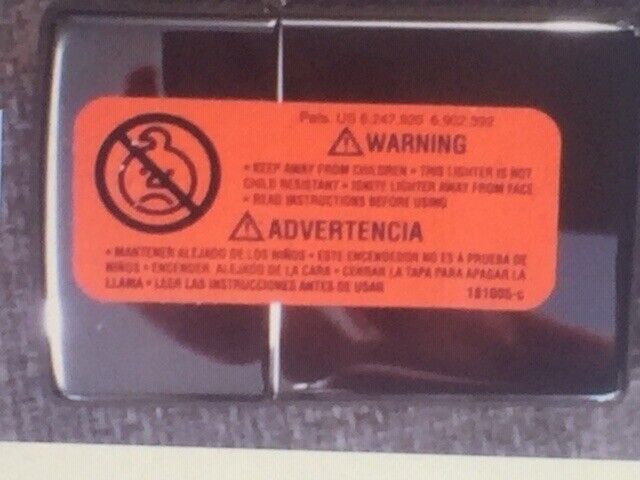 Pats. US 6,247,920 6,902,392
WARNING
• KEEP AWAY FROM CHILDREN • THIS LIGHTER IS NOT
CHILD RESISTANT • IGNITE LIGHTER AWAY FROM FACE
• READ INSTRUCTIONS BEFORE USING
ADVERTENCIA
• MANTENER ALEJADO DE LOS NIÑOS • ESTE ENCENDEDOR NO ES A PRUEBA DE
NIÑOS • ENCENDER ALEJADO DE LA CARA • CERRAR LA TAPA PARA APAGAR LA
LLAMA • LEER LAS INSTRUCCIONES ANTES DE USAR
181005-c